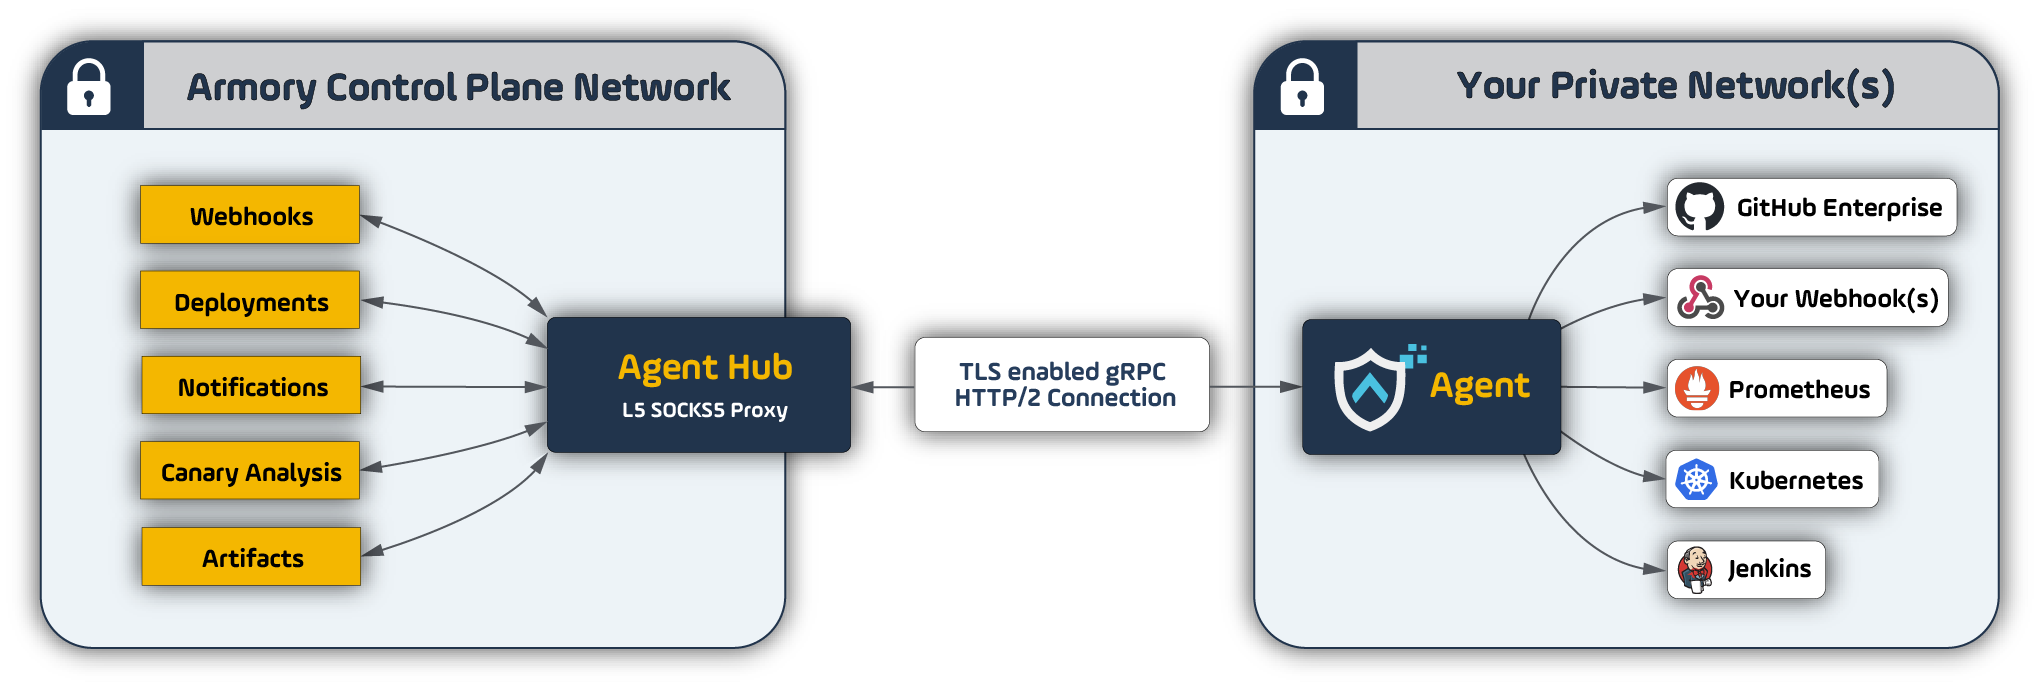 Armory Control Plane Network
Webhooks
Deployments
Notifications
Canary Analysis
Artifacts
Agent Hub
L5 SOCKS5 Proxy
TLS enabled gRPC
HTTP/2 Connection
Your Private Network(s)
Agent
GitHub Enterprise
Your Webhook(s)
Prometheus
Kubernetes
Jenkins